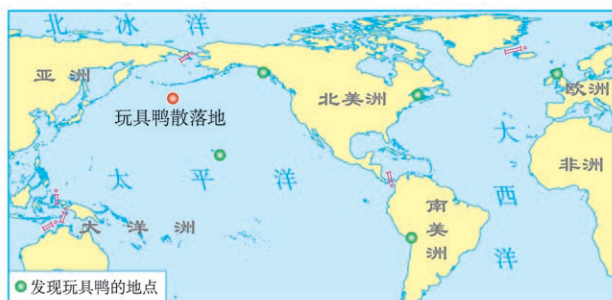 北冰洋
亚洲
北美洲
欧洲
玩具鸭散落地
大西洋
非洲
太平洋
大洋洲
南美洲
发现玩具鸭的地点